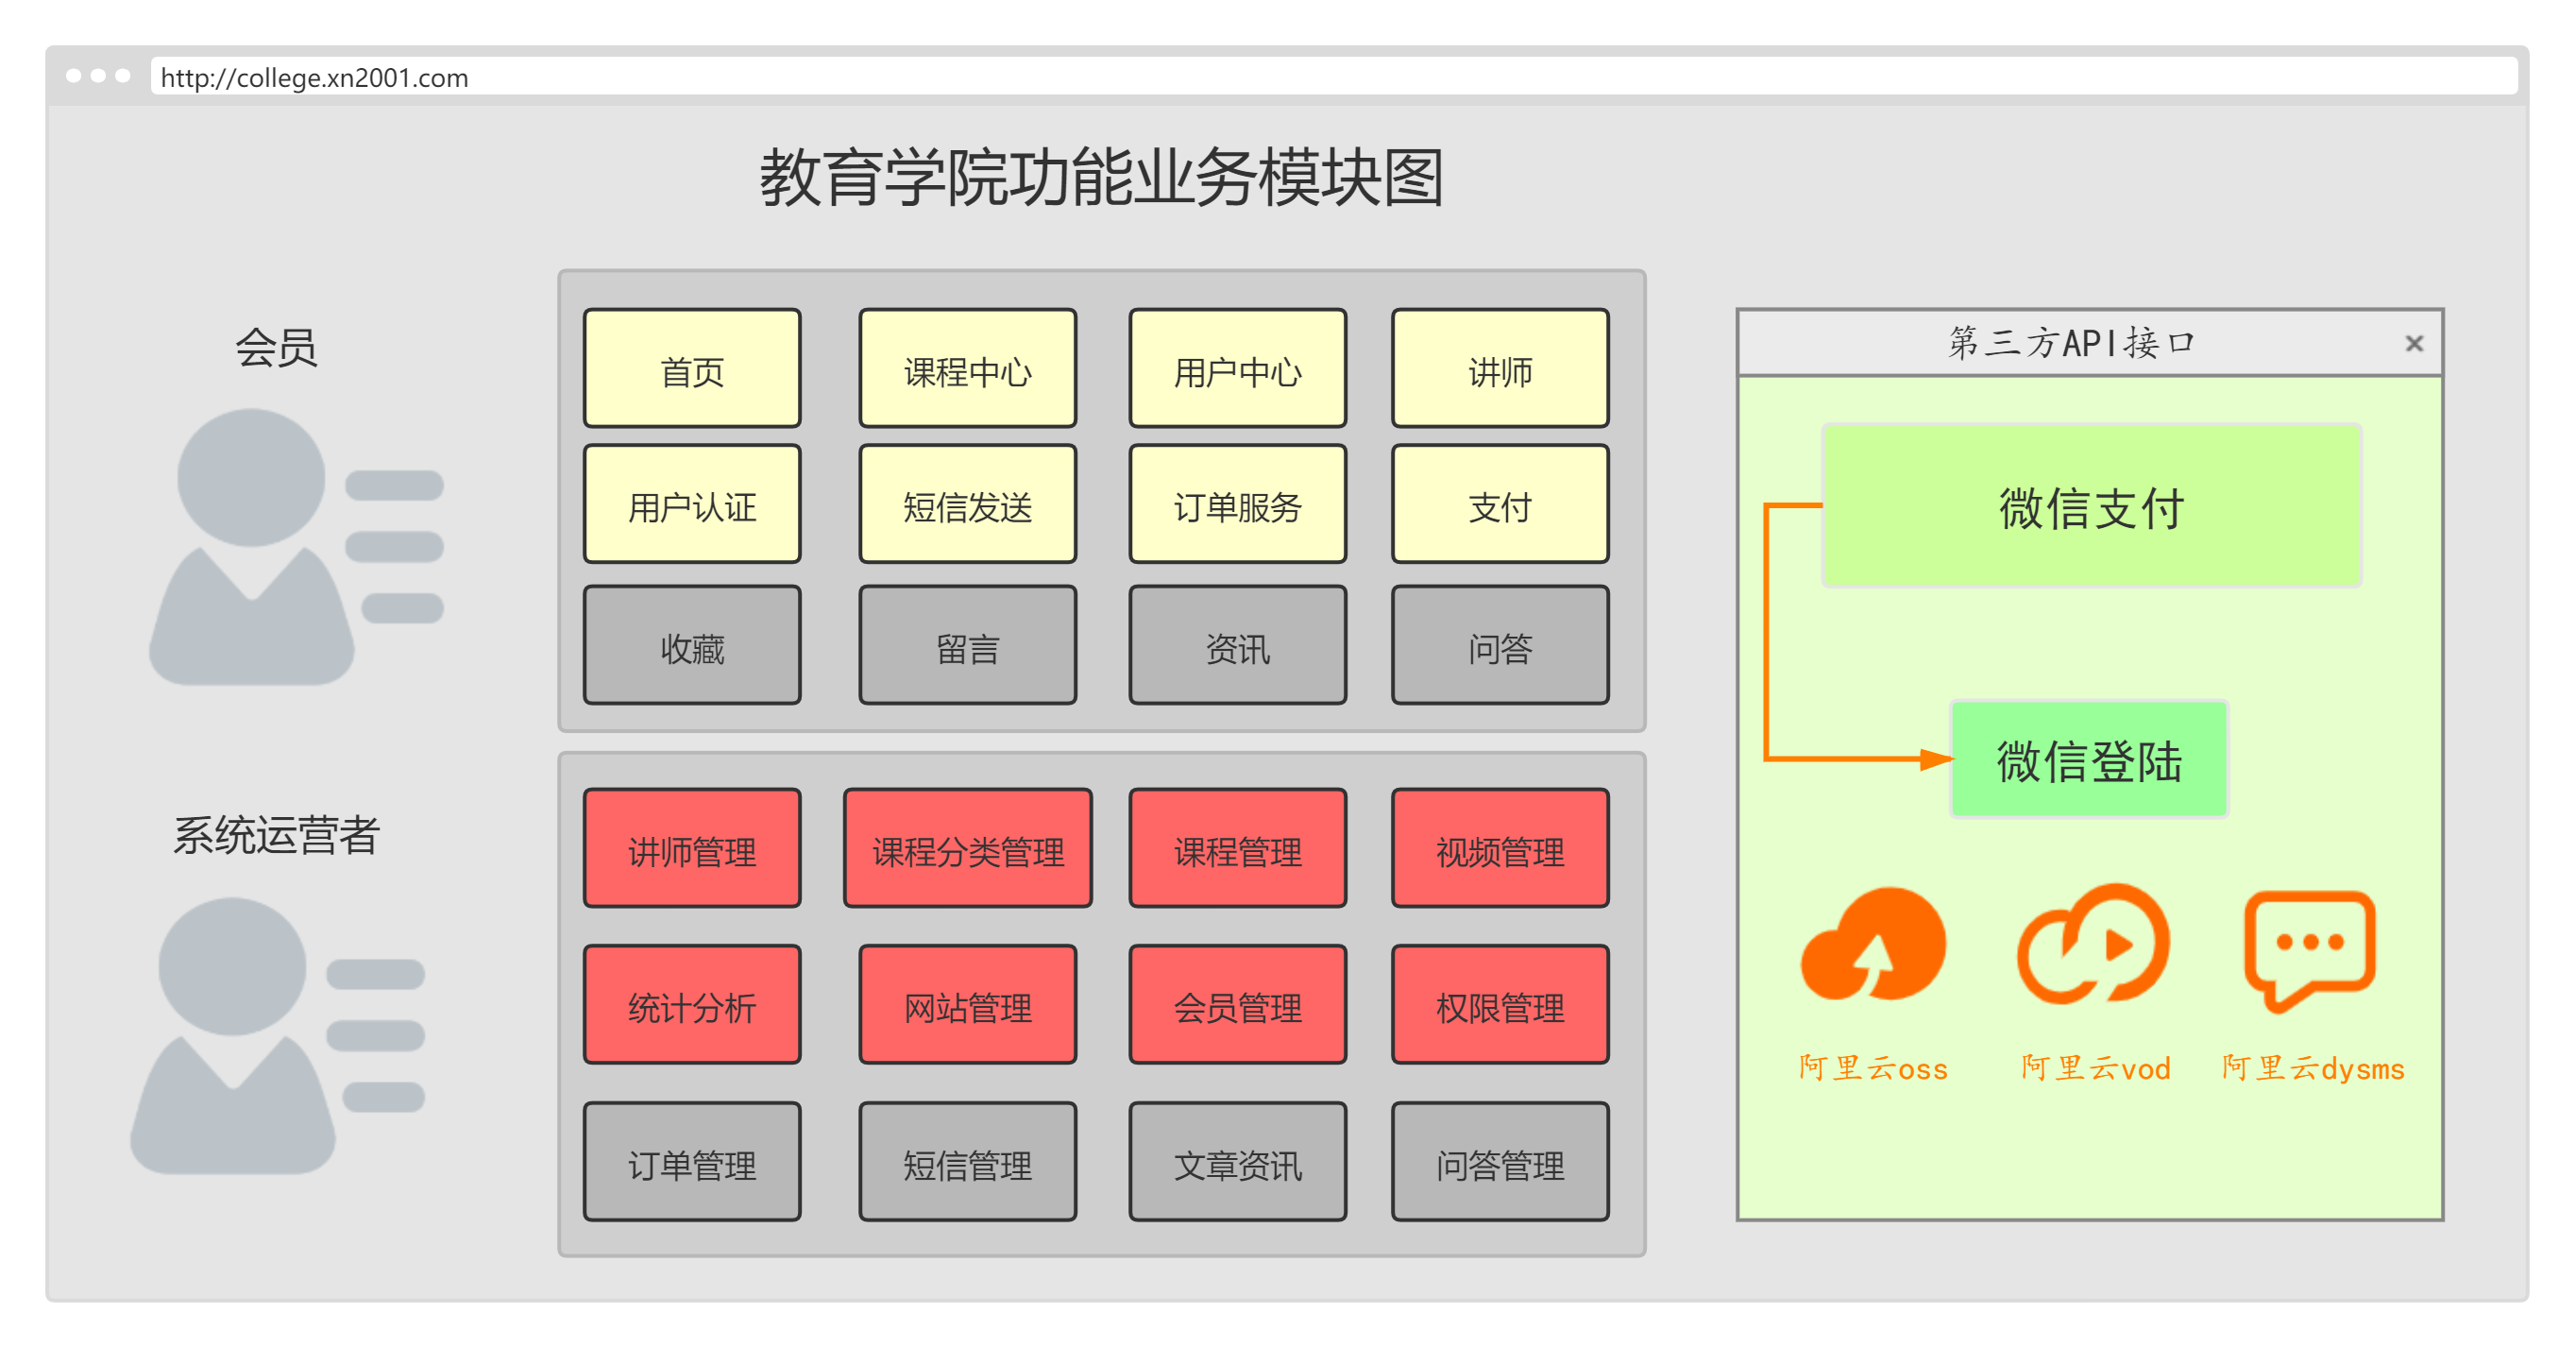 http://college.xn2001.com
教育学院功能业务模块图
会员
首页
课程中心
用户中心
讲师
用户认证
短信发送
订单服务
支付
收藏
留言
资讯
问答
系统运营者
讲师管理
课程分类管理
课程管理
视频管理
统计分析
网站管理
会员管理
权限管理
订单管理
短信管理
文章资讯
问答管理
第三方API接口
微信支付
微信登陆
阿里云oss
阿里云vod
阿里云dysms